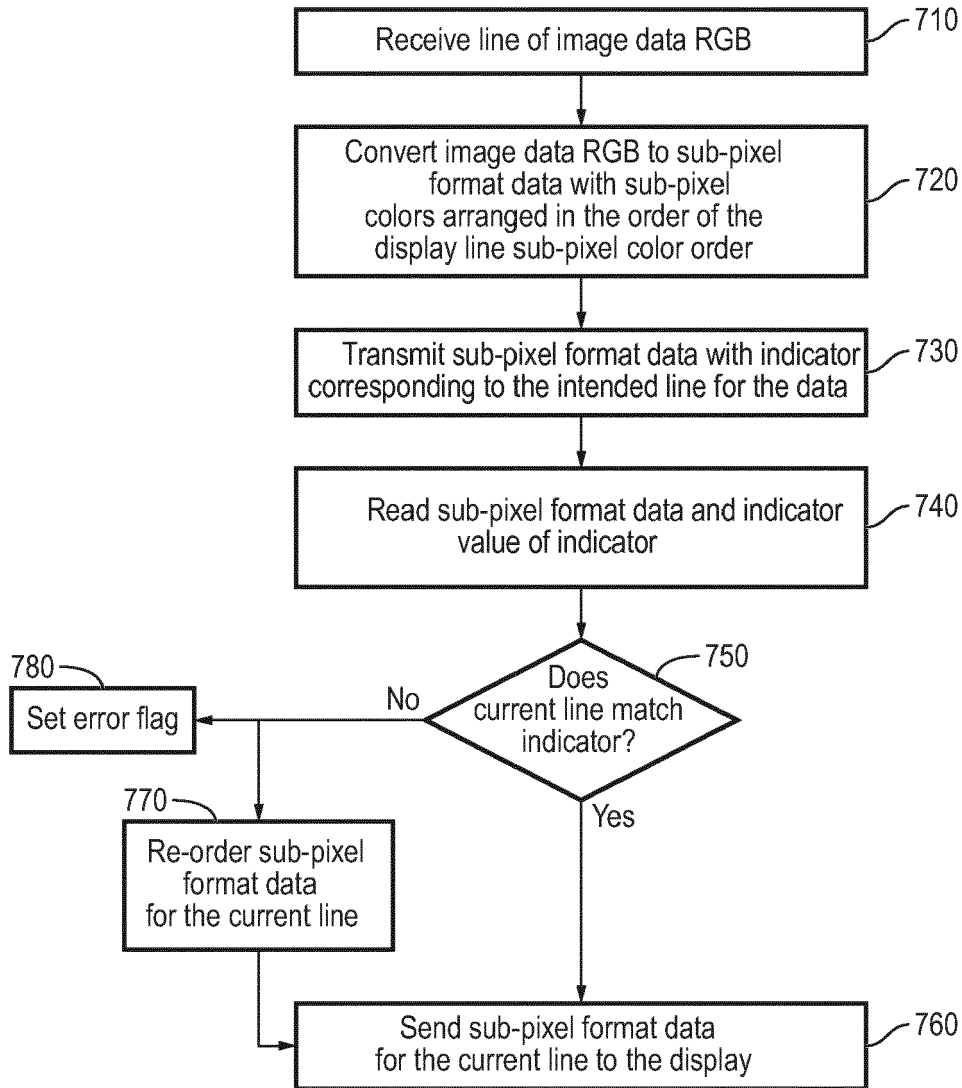 Receive line of image data RGB
710
Convert image data RGB to sub-pixel
format data with sub-pixel
colors arranged in the order of the
display line sub-pixel color order
720
Transmit sub-pixel format data with indicator
corresponding to the intended line for the data
730
Read sub-pixel format data and indicator
value of indicator
740
Does
current line match
indicator?
750
No
Yes
780
Set error flag
770
Re-order sub-pixel
format data
for the current line
Send sub-pixel format data
for the current line to the display
760